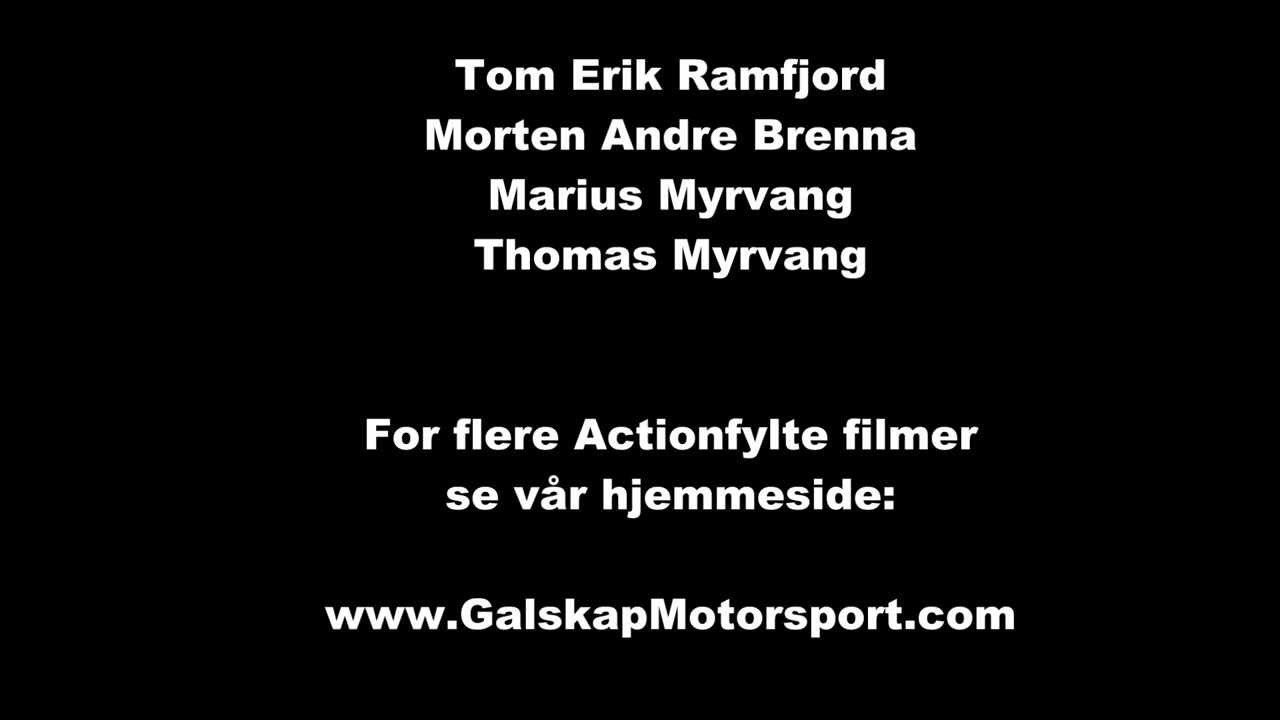 Tom Erik Ramfjord
Morten Andre Brenna
Marius Myrvang
Thomas Myrvang
For flere Actionfylte filmer
se vår hjemmeside:
www.GalskapMotorsport.com